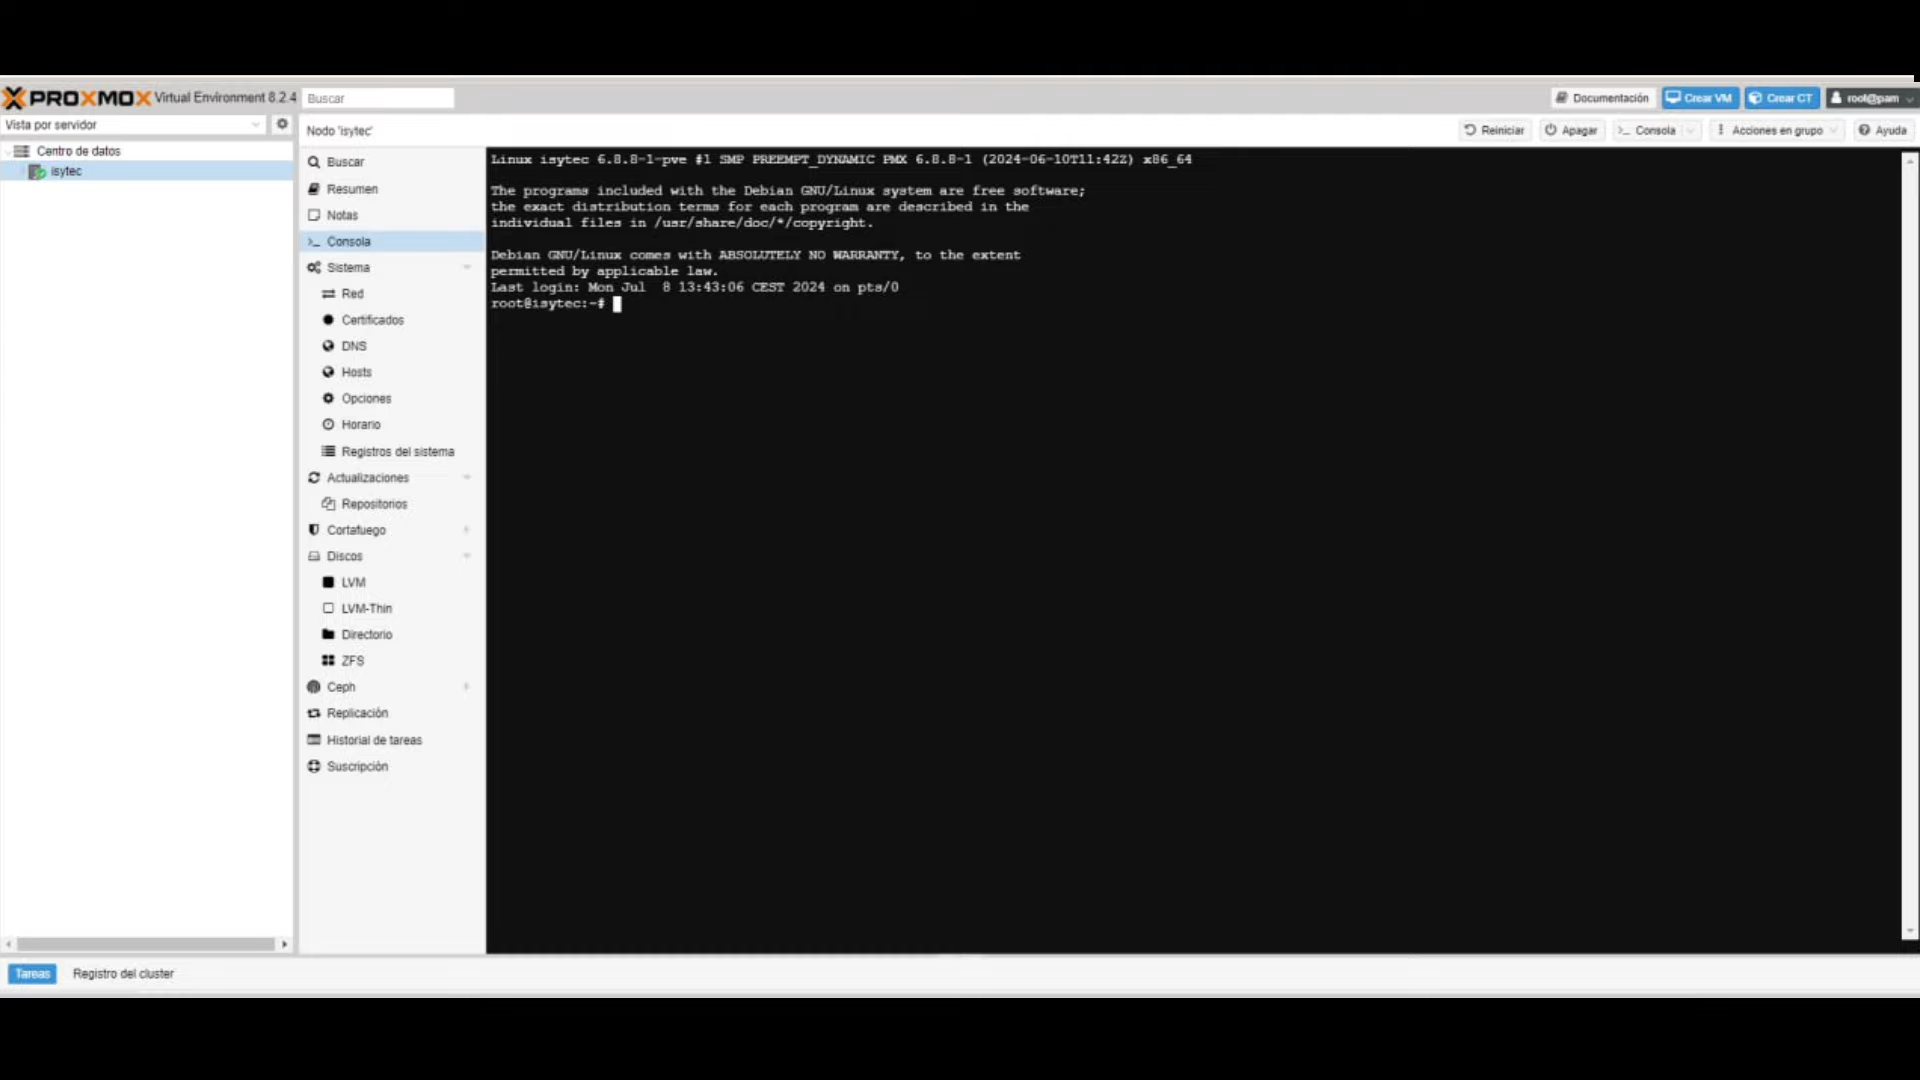 PROXMOX Virtual Environment 8.2.4
Buscar
Documentación
Crear VM
Crear CT
root@pam
Vista por servidor
Nodo 'isytec'
Reiniciar
Apagar
Consola
Acciones en grupo
Ayuda
Centro de datos
isytec
Buscar
Resumen
Notas
Consola
Sistema
Red
Certificados
DNS
Hosts
Opciones
Horario
Registros del sistema
Actualizaciones
Repositorios
Cortafuego
Discos
LVM
LVM-Thin
Directorio
ZFS
Ceph
Replicación
Historial de tareas
Suscripción
Linux isytec 6.8.8-1-pve #1 SMP PREEMPT_DYNAMIC PMX 6.8.8-1 (2024-06-10T11:42Z) x86_64
The programs included with the Debian GNU/Linux system are free software;
the exact distribution terms for each program are described in the
individual files in /usr/share/doc/*/copyright.
Debian GNU/Linux comes with ABSOLUTELY NO WARRANTY, to the extent
permitted by applicable law.
Last login: Mon Jul  8 13:43:06 CEST 2024 on pts/0
root@isytec:~#
Tareas
Registro del cluster